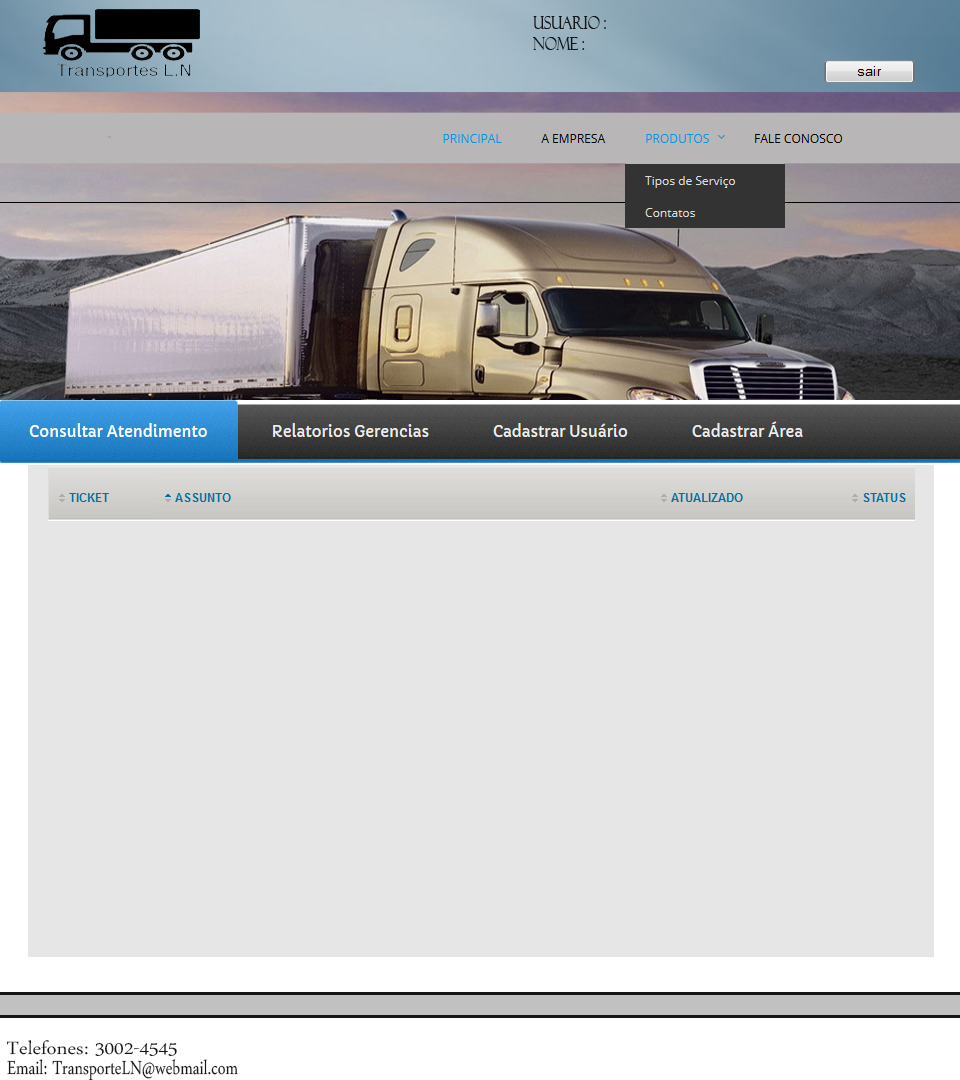 Transportes L.N
USUARIO :
NOME :
sair
PRINCIPAL A EMPRESA PRODUTOS FALE CONOSCO
Tipos de Serviço
Contatos
Consultar Atendimento Relatorios Gerencias Cadastrar Usuário Cadastrar Área
TICKET ASSUNTO ATUALIZADO STATUS
Telefones: 3002-4545
Email: TransporteLN@webmail.com